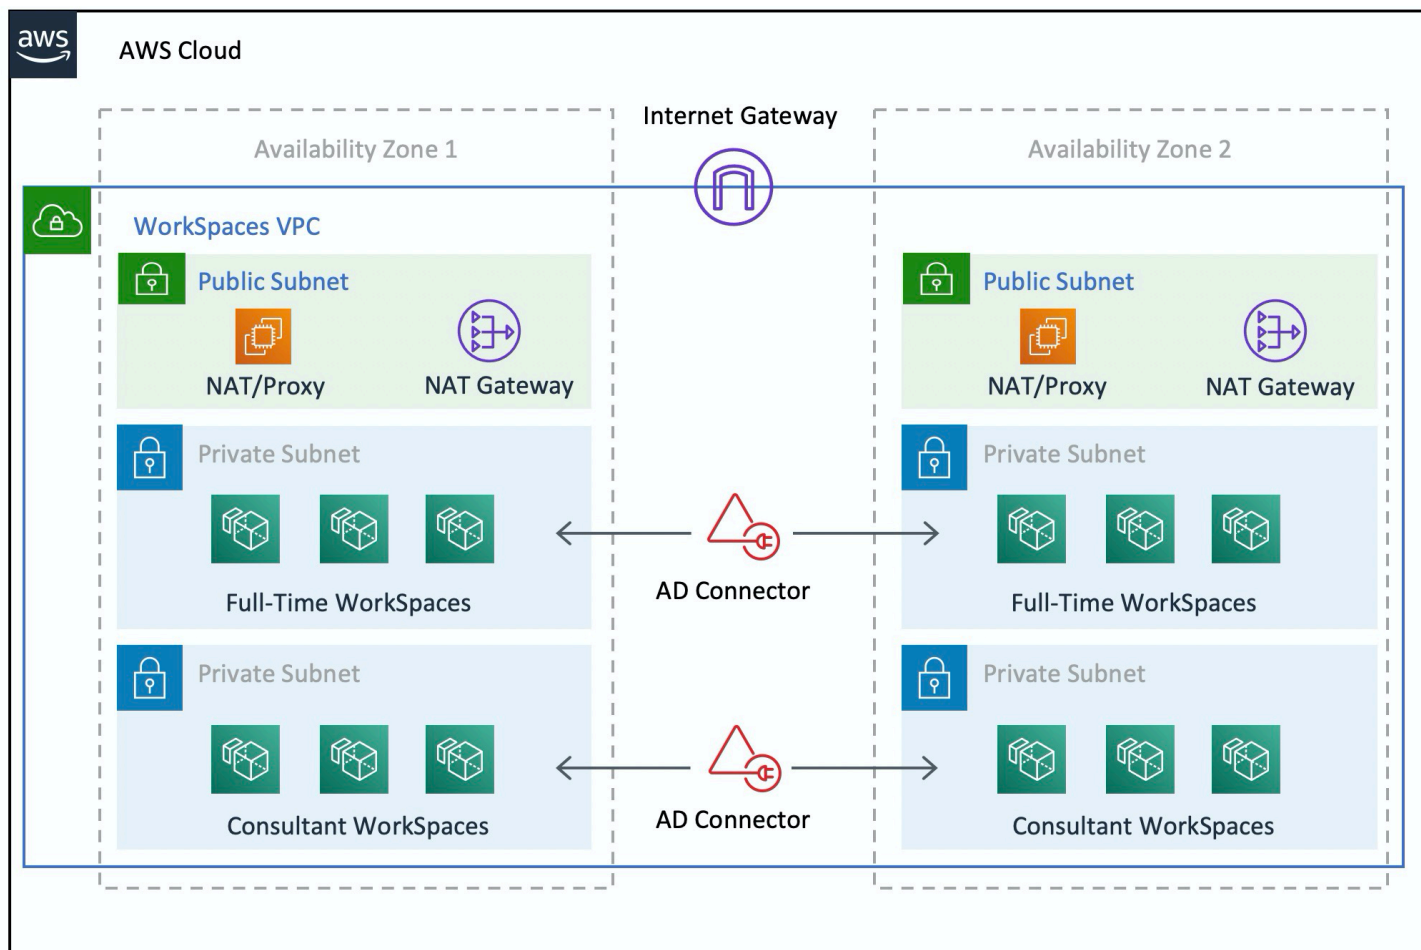 aws
AWS Cloud
Internet Gateway
Availability Zone 1
Availability Zone 2
WorkSpaces VPC
Public Subnet
NAT/Proxy
NAT Gateway
Public Subnet
NAT/Proxy
NAT Gateway
Private Subnet
Full-Time WorkSpaces
AD Connector
Private Subnet
Full-Time WorkSpaces
Private Subnet
Consultant WorkSpaces
AD Connector
Private Subnet
Consultant WorkSpaces